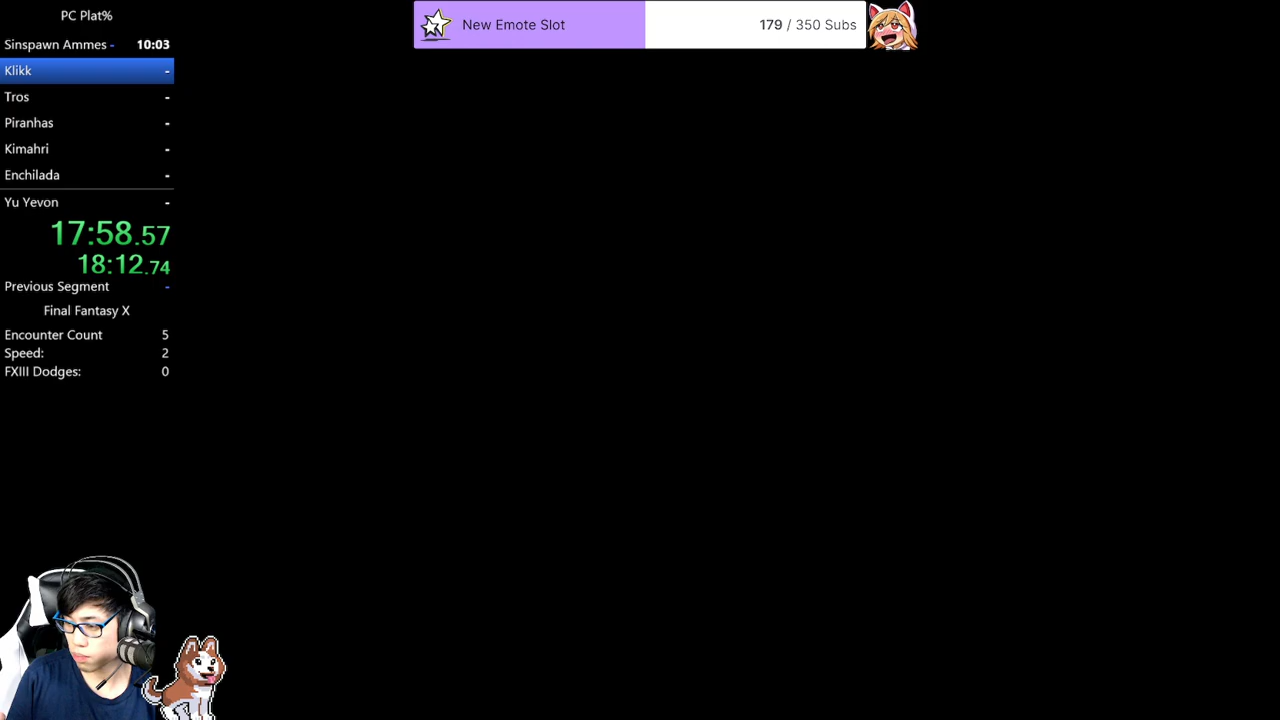 PC Plat%
New Emote Slot 179 / 350 Subs
Sinspawn Ammes - 10:03
Klikk -
Tros -
Piranhas -
Kimahri -
Enchilada -
Yu Yevon -
17:58.57
18:12.74
Previous Segment -
Final Fantasy X
Encounter Count 5
Speed: 2
FXIII Dodges: 0